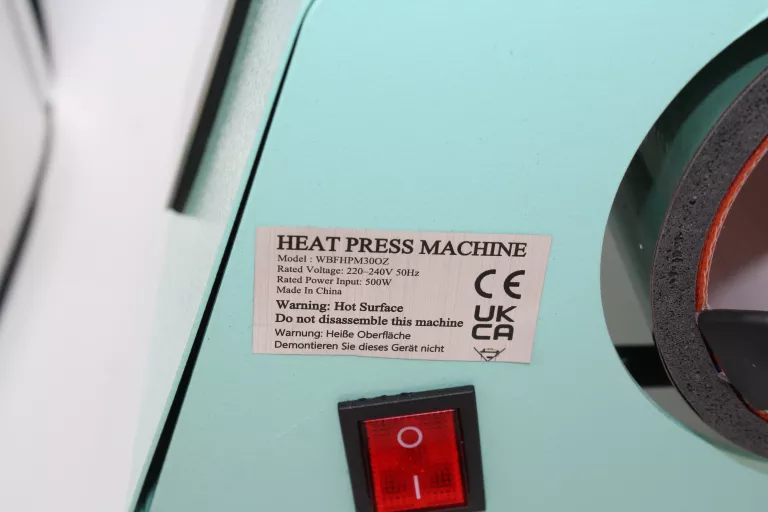 HEAT PRESS MACHINE
Model : WBFHPM30OZ
Rated Voltage: 220-240V 50Hz
Rated Power Input: 500W
Made In China
Warning: Hot Surface
Do not disassemble this machine
Warnung: Heiße Oberfläche
Demontieren Sie dieses Gerät nicht
CE
UK
CA
O
I